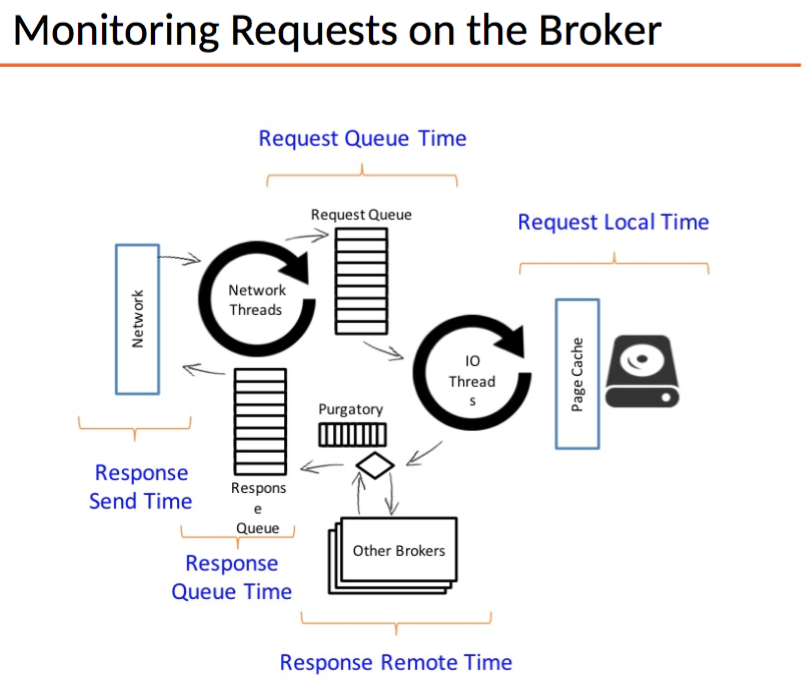 Monitoring Requests on the Broker
Request Queue Time
Request Queue
Request Local Time
Network
Network
Threads
IO
Thread
s
Page Cache
Purgatory
Response
Send Time
Respons
e
Queue
Response
Queue Time
Other Brokers
Response Remote Time